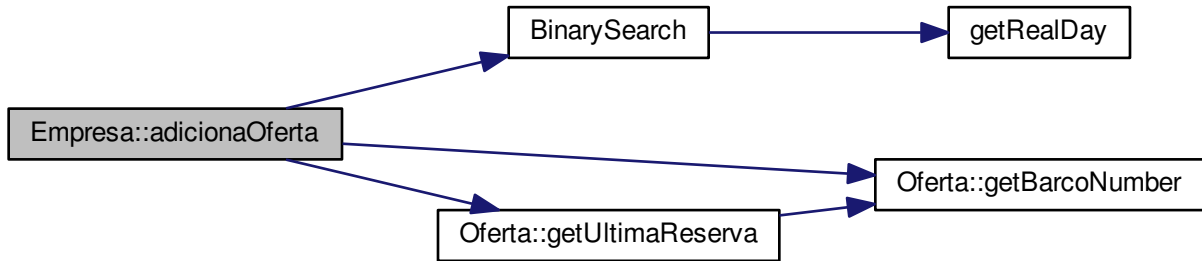 BinarySearch
getRealDay
Empresa::adicionaOferta
Oferta::getBarcoNumber
Oferta::getUltimaReserva